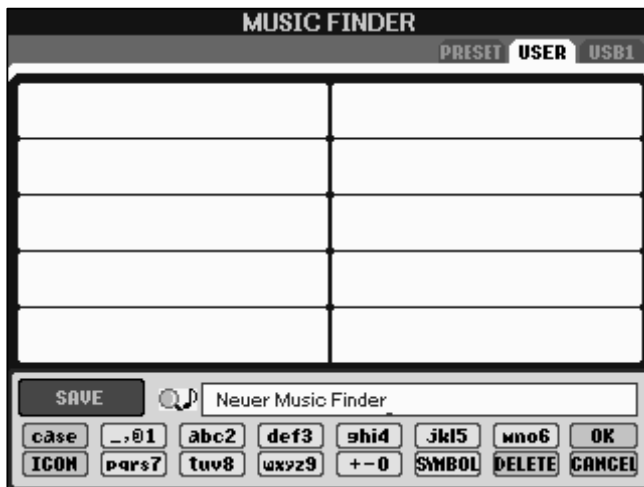 MUSIC FINDER
PRESET USER USB1
SAVE Neuer Music Finder_
case _,@1 abc2 def3 ghi4 jkl5 mno6 OK
ICON pqrs7 tuv8 wxyz9 +-0 SYMBOL DELETE CANCEL